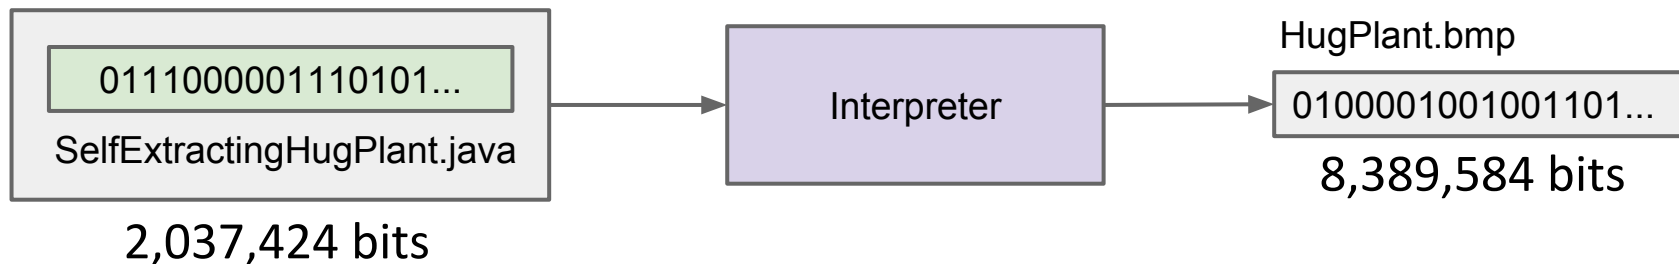 0111000001110101...
SelfExtractingHugPlant.java
2,037,424 bits
Interpreter
HugPlant.bmp
0100001001001101...
8,389,584 bits